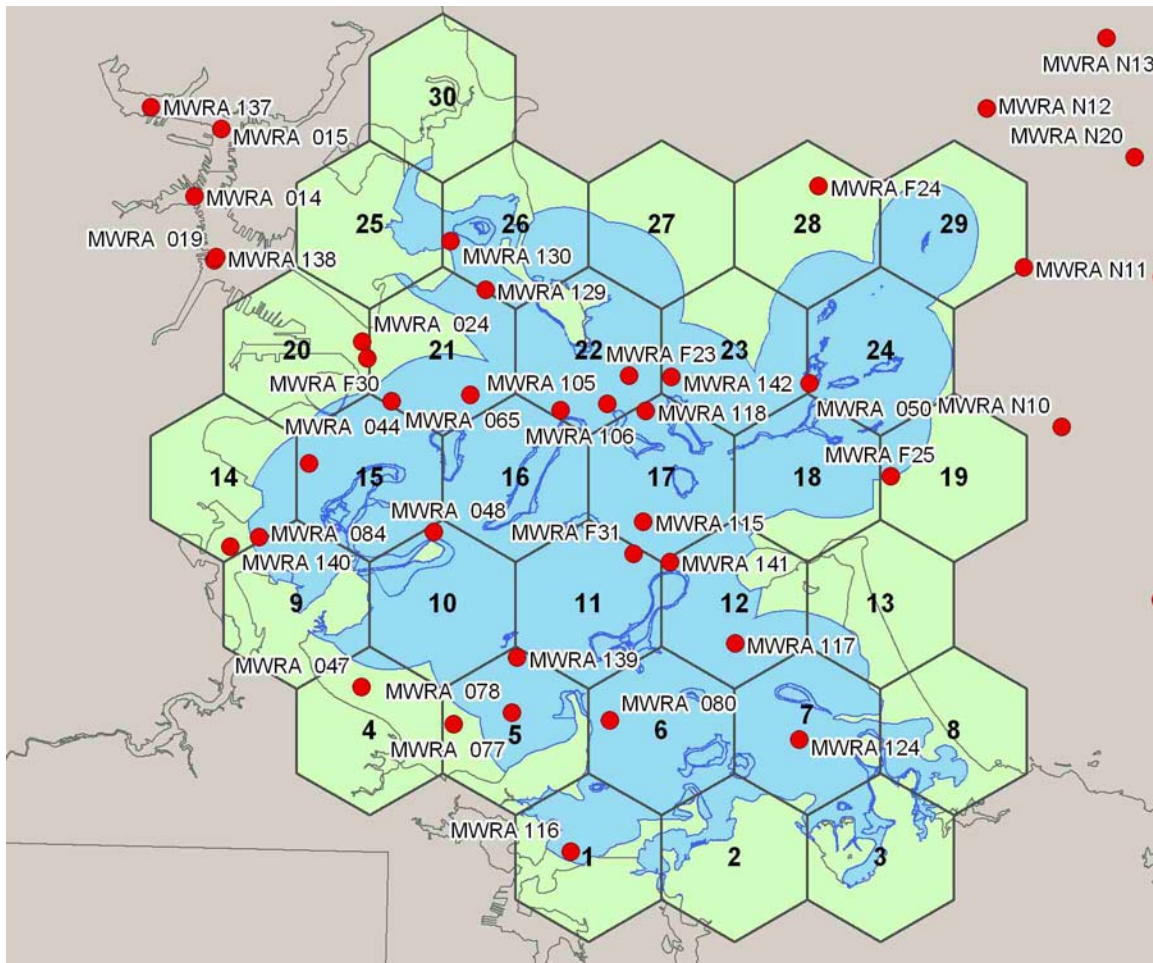 MWRA N13
30
MWRA 137
MWRA N12
MWRA 015
MWRA N20
MWRA F24
MWRA 014
25
26
27
28
29
MWRA 019
MWRA 130
MWRA 138
MWRA N11
MWRA 129
MWRA 024
20
21
22
23
24
MWRA F23
MWRA F30
MWRA 105
MWRA 142
MWRA 044
MWRA 065
MWRA 106
MWRA 118
MWRA 050
MWRA N10
14
15
16
17
18
19
MWRA F25
MWRA 048
MWRA 084
MWRA 115
MWRA 140
MWRA F31
MWRA 141
9
10
11
12
13
MWRA 117
MWRA 047
MWRA 139
MWRA 078
MWRA 080
4
5
6
7
8
MWRA 077
MWRA 124
MWRA 116
1
2
3